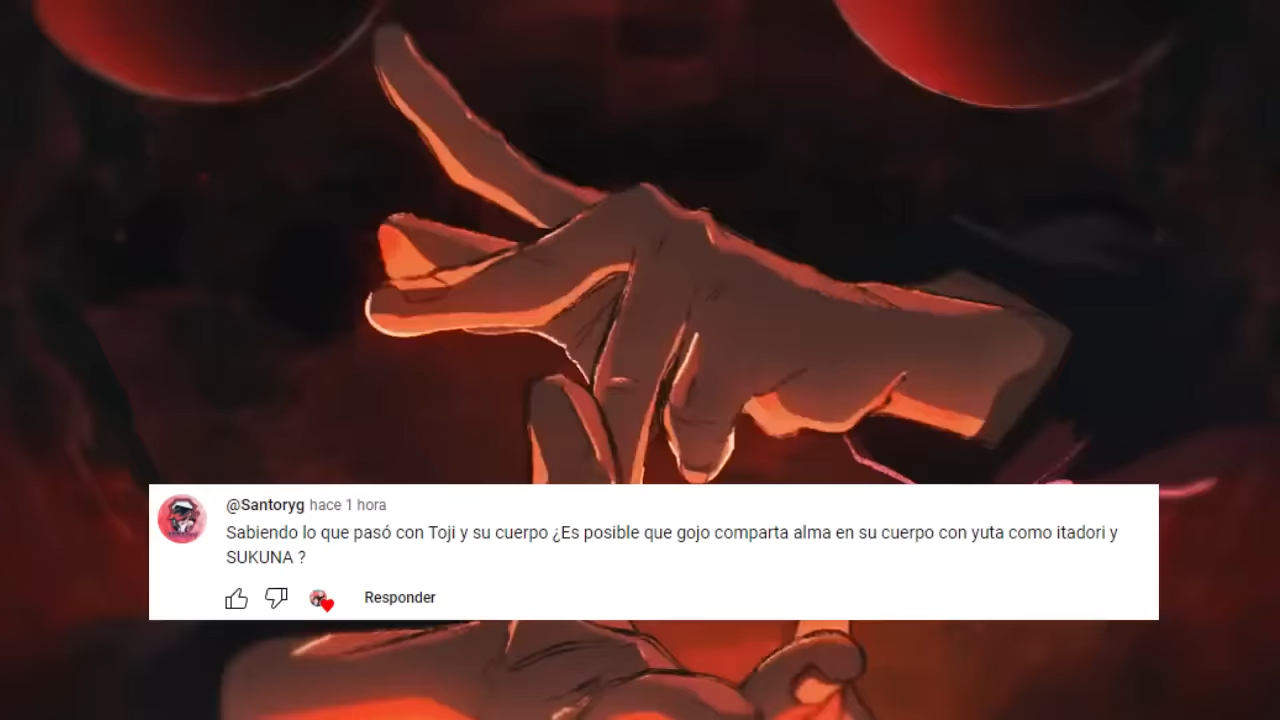 @Santoryg hace 1 hora
Sabiendo lo que pasó con Toji y su cuerpo ¿Es posible que gojo comparta alma en su cuerpo con yuta como itadori y
SUKUNA ?
Responder